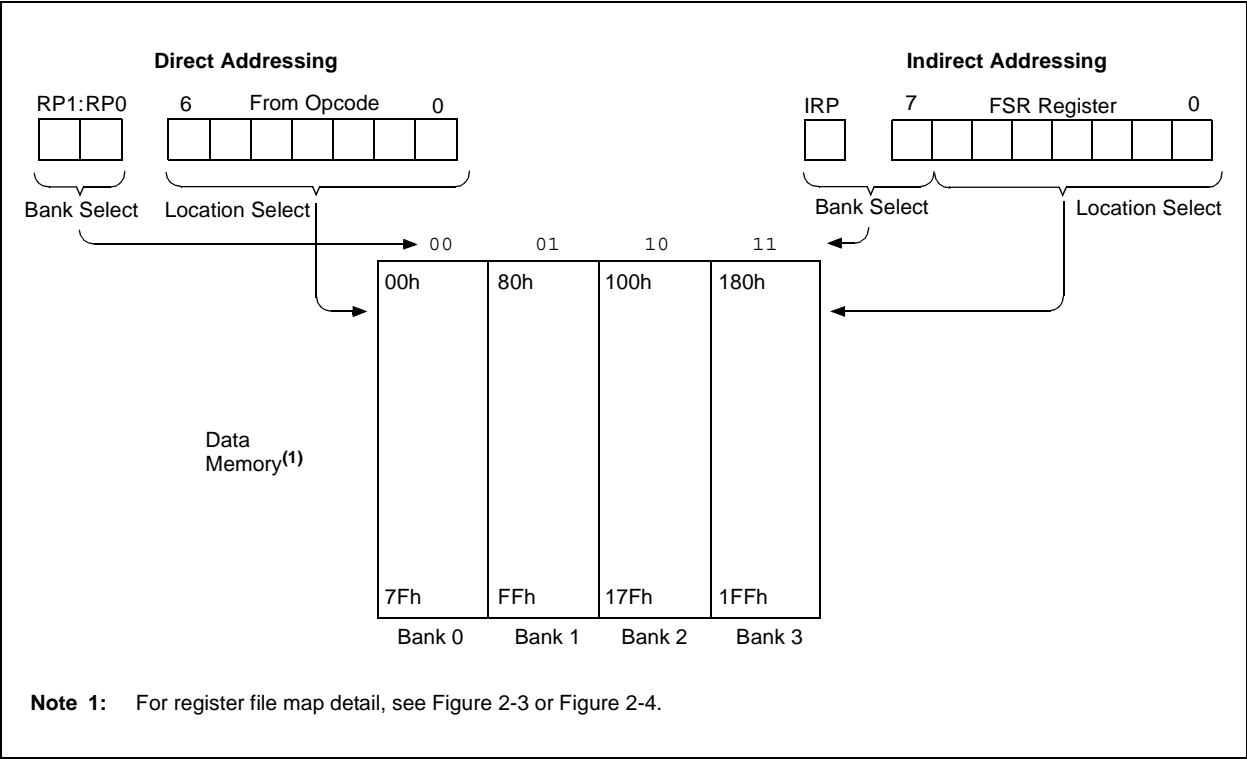 Direct Addressing
Indirect Addressing
RP1:RP0 6 From Opcode 0
IRP 7 FSR Register 0
Bank Select Location Select
Bank Select Location Select
00 01 10 11
00h 80h 100h 180h
Data
Memory(1)
7Fh FFh 17Fh 1FFh
Bank 0 Bank 1 Bank 2 Bank 3
Note 1: For register file map detail, see Figure 2-3 or Figure 2-4.